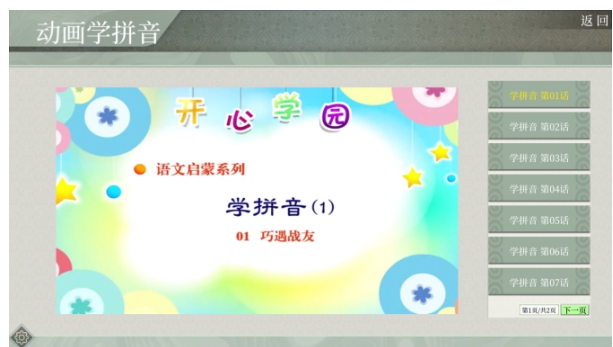 动画学拼音
返回
开心学园
语文启蒙系列
学拼音(1)
01 巧遇战友
学拼音 第01话
学拼音 第02话
学拼音 第03话
学拼音 第04话
学拼音 第05话
学拼音 第06话
学拼音 第07话
第1页/共2页 下一页